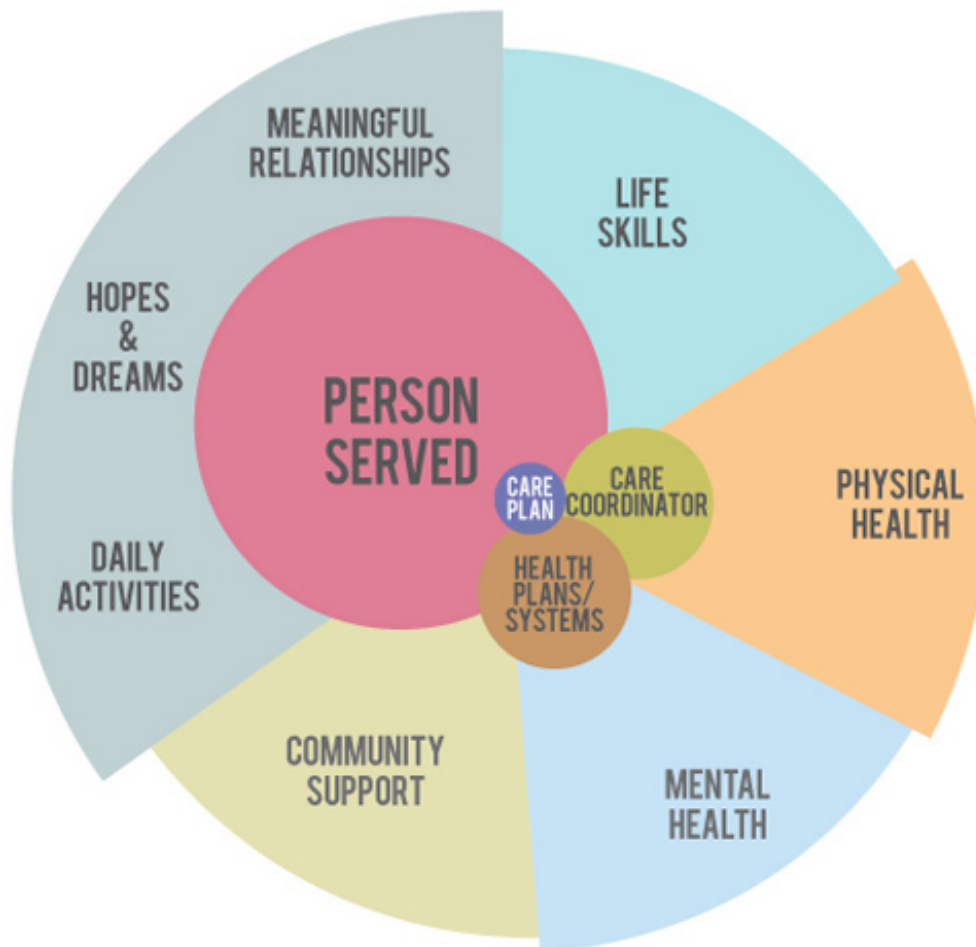 MEANINGFUL
RELATIONSHIPS
LIFE
SKILLS
HOPES
&
DREAMS
PERSON
SERVED
CARE
PLAN
CARE
COORDINATOR
PHYSICAL
HEALTH
DAILY
ACTIVITIES
HEALTH
PLANS/
SYSTEMS
COMMUNITY
SUPPORT
MENTAL
HEALTH